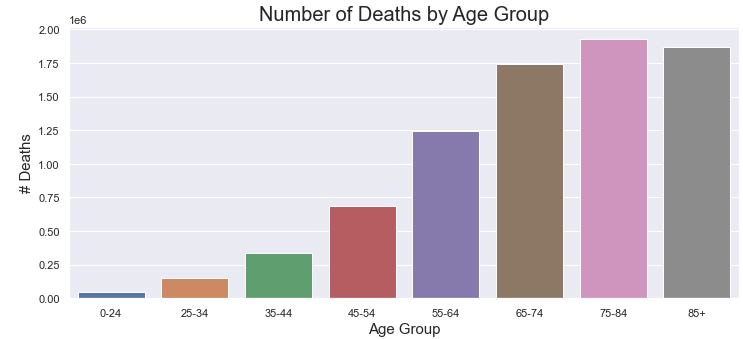 Number of Deaths by Age Group
1e6
2.00
1.75
1.50
1.25
1.00
0.75
0.50
0.25
0.00
# Deaths
0-24 25-34 35-44 45-54 55-64 65-74 75-84 85+
Age Group